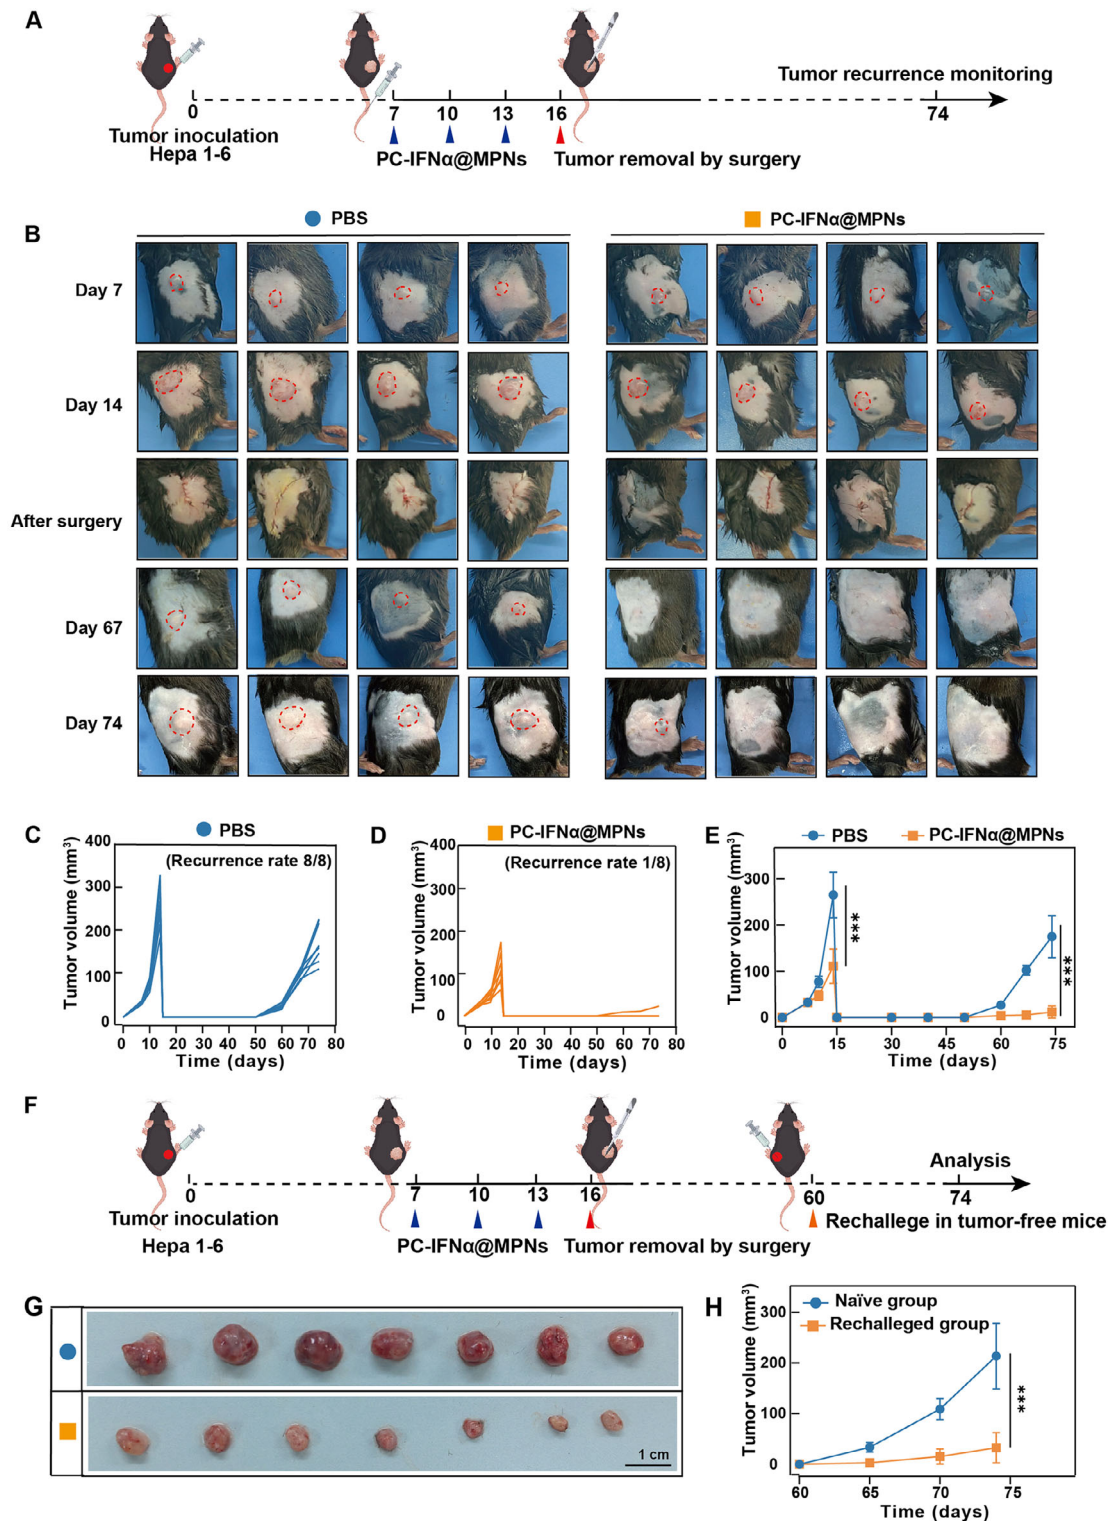 A
Tumor recurrence monitoring
0
7
10
13
16
74
Tumor inoculation
Hepa 1-6
PC-IFNα@MPNs
Tumor removal by surgery
B
PBS
PC-IFNα@MPNs
Day 7
Day 14
After surgery
Day 67
Day 74
C
PBS
(Recurrence rate 8/8)
Tumor volume (mm³)
400
300
200
100
0
0 10 20 30 40 50 60 70 80
Time (days)
D
PC-IFNα@MPNs
(Recurrence rate 1/8)
Tumor volume (mm³)
400
300
200
100
0
0 10 20 30 40 50 60 70 80
Time (days)
E
PBS
PC-IFNα@MPNs
Tumor volume (mm³)
300
200
100
0
0 15 30 45 60 75
Time (days)
***
***
F
Analysis
0
7
10
13
16
60
74
Tumor inoculation
Hepa 1-6
PC-IFNα@MPNs
Tumor removal by surgery
Rechallege in tumor-free mice
G
1 cm
H
Naïve group
Rechalleged group
Tumor volume (mm³)
300
200
100
0
60 65 70 75
Time (days)
***